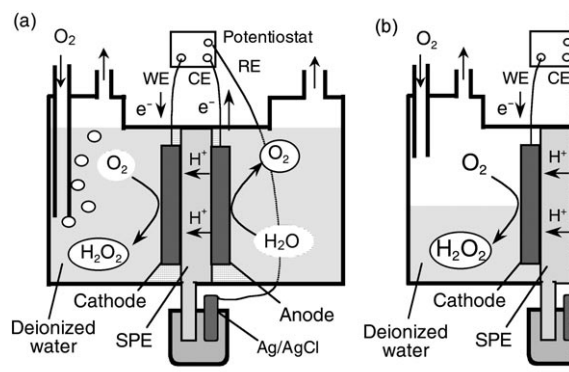 (a)
O₂
Potentiostat
WE
CE
RE
e⁻
e⁻
H⁺
O₂
O₂
H⁺
H₂O
H₂O₂
Cathode
Anode
Deionized
water
SPE
Ag/AgCl
(b)
O₂
WE
CE
e⁻
H⁺
O₂
H⁺
H₂O₂
Cathode
Deionized
water
SPE